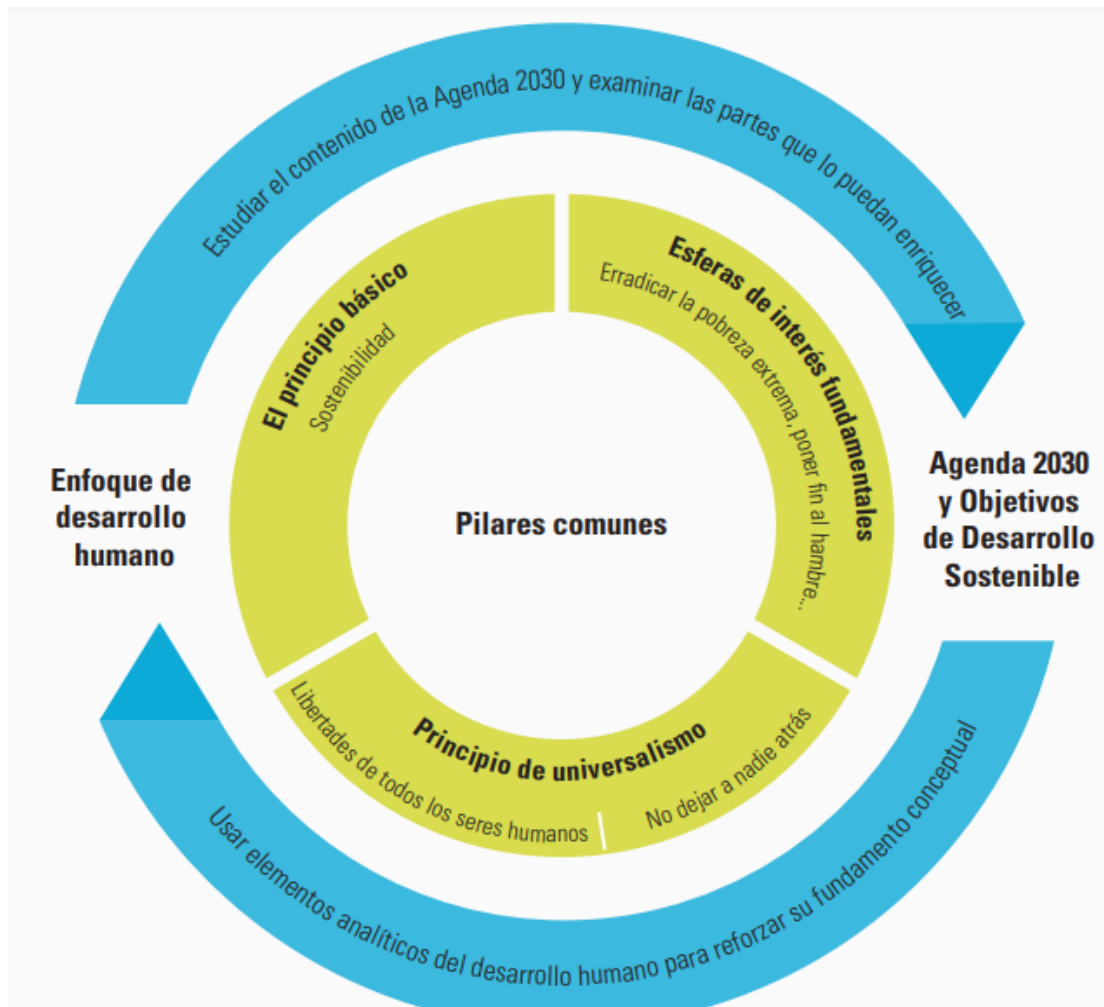 Estudiar el contenido de la Agenda 2030 y examinar las partes que lo puedan enriquecer
El principio básico
Sostenibilidad
Esferas de interés fundamentales
Erradicar la pobreza extrema, poner fin al hambre...
Enfoque de
desarrollo
humano
Pilares comunes
Agenda 2030
y Objetivos
de Desarrollo
Sostenible
Principio de universalismo
Libertades de todos los seres humanos
No dejar a nadie atrás
Usar elementos analíticos del desarrollo humano para reforzar su fundamento conceptual